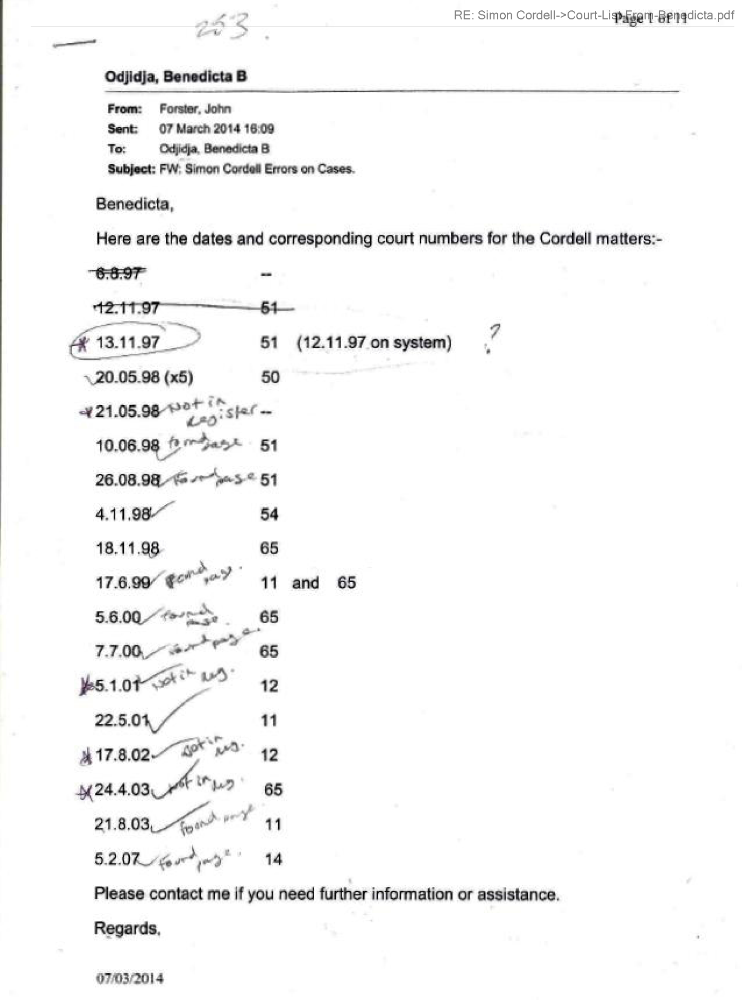 RE: Simon Cordell->Court-List-From-Benedicta.pdf
Page 1 of 11
253.
Odjidja, Benedicta B
From: Forster, John
Sent: 07 March 2014 16:09
To: Odjidja, Benedicta B
Subject: FW: Simon Cordell Errors on Cases.
Benedicta,
Here are the dates and corresponding court numbers for the Cordell matters:-
6.8.97 --
12.11.97 51
* 13.11.97 51 (12.11.97 on system) ?
20.05.98 (x5) 50
21.05.98 Not in Register --
10.06.98 found page 51
26.08.98 Found page 51
4.11.98 54
18.11.98 65
17.6.99 Found page. 11 and 65
5.6.00 found page. 65
7.7.00 found page. 65
5.1.01 Not in Reg. 12
22.5.01 11
17.8.02 Not in reg. 12
24.4.03 Not in Reg. 65
21.8.03 found page 11
5.2.07 Found page. 14
Please contact me if you need further information or assistance.
Regards,
07/03/2014